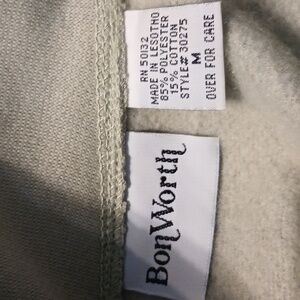 RN 50132
MADE IN LESOTHO
85% POLYESTER
15% COTTON
STYLE# 30275
M
OVER FOR CARE
BonWorth